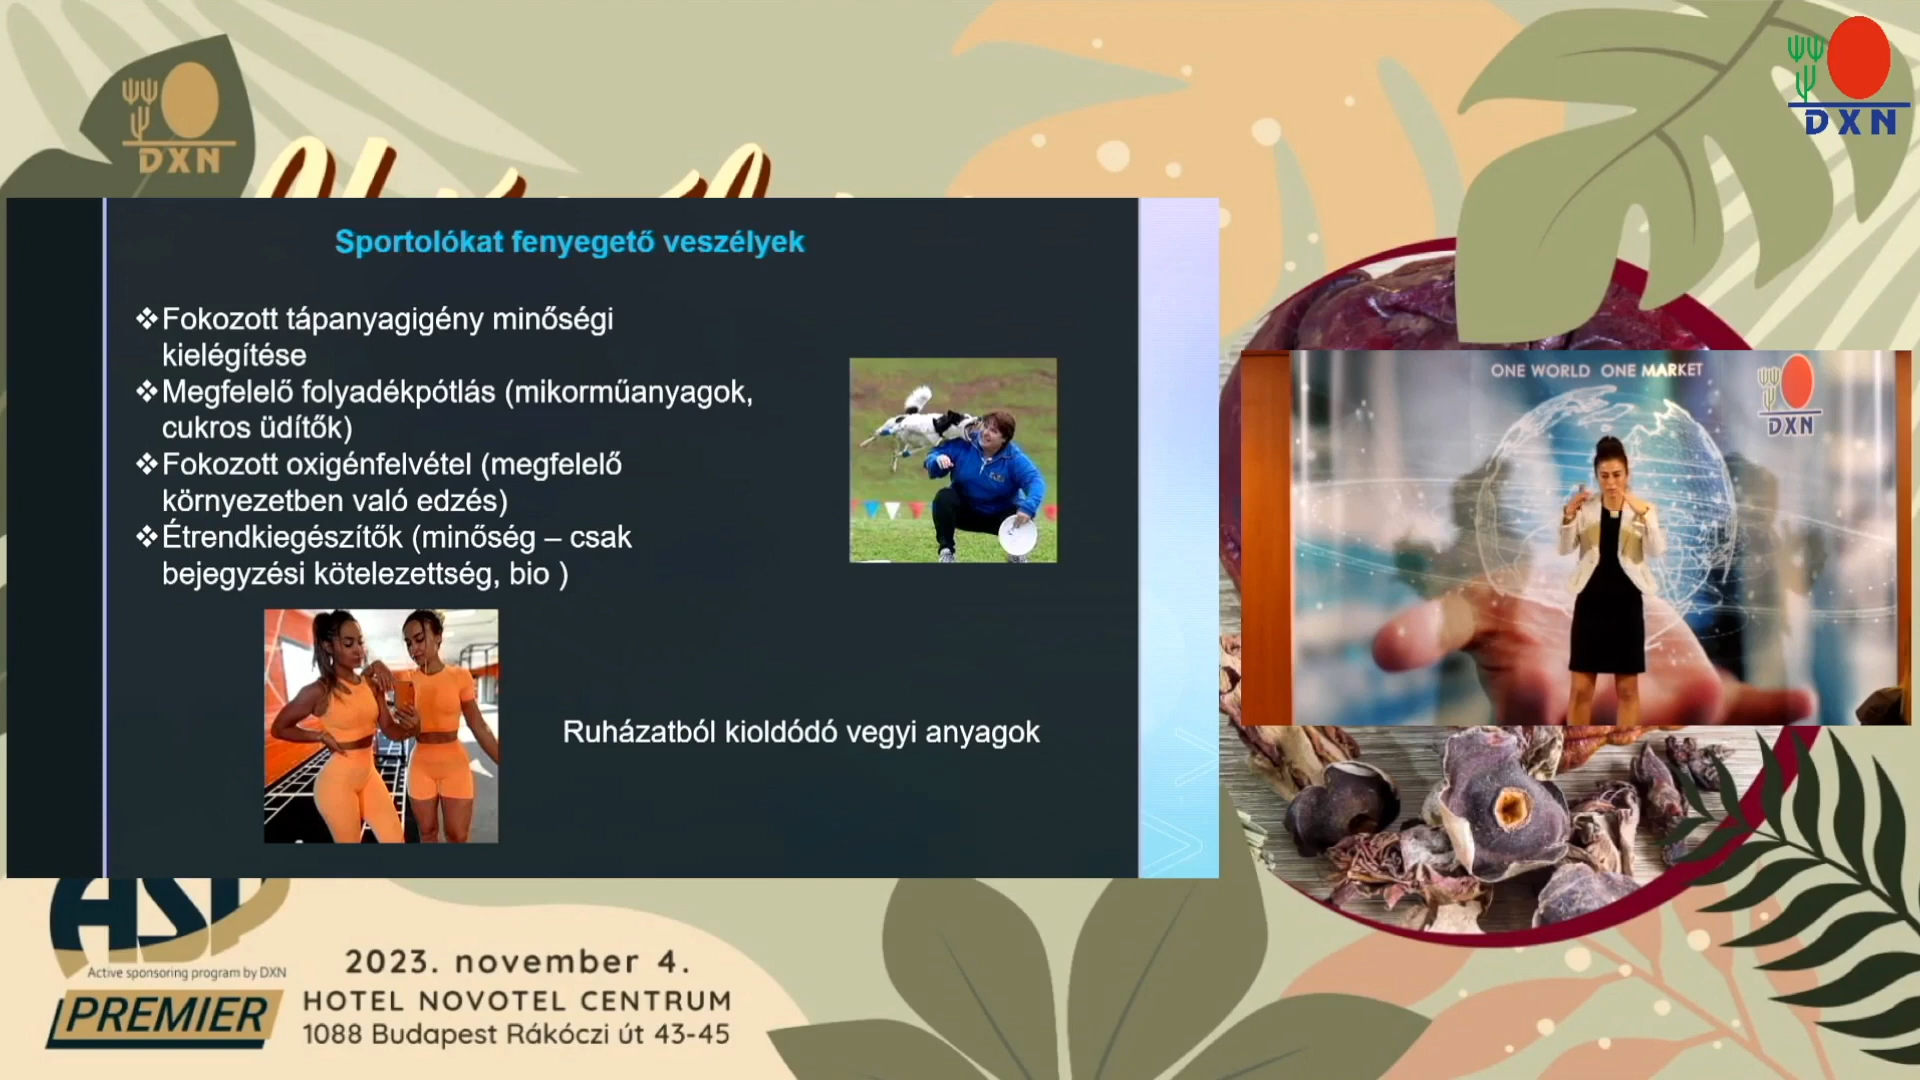 DXN
DXN
Sportolókat fenyegető veszélyek
❖Fokozott tápanyagigény minőségi
kielégítése
❖Megfelelő folyadékpótlás (mikorműanyagok,
cukros üdítők)
❖Fokozott oxigénfelvétel (megfelelő
környezetben való edzés)
❖Étrendkiegészítők (minőség – csak
bejegyzési kötelezettség, bio )
Ruházatból kioldódó vegyi anyagok
ONE WORLD ONE MARKET
DXN
ASP
Active sponsoring program by DXN
PREMIER
2023. november 4.
HOTEL NOVOTEL CENTRUM
1088 Budapest Rákóczi út 43-45